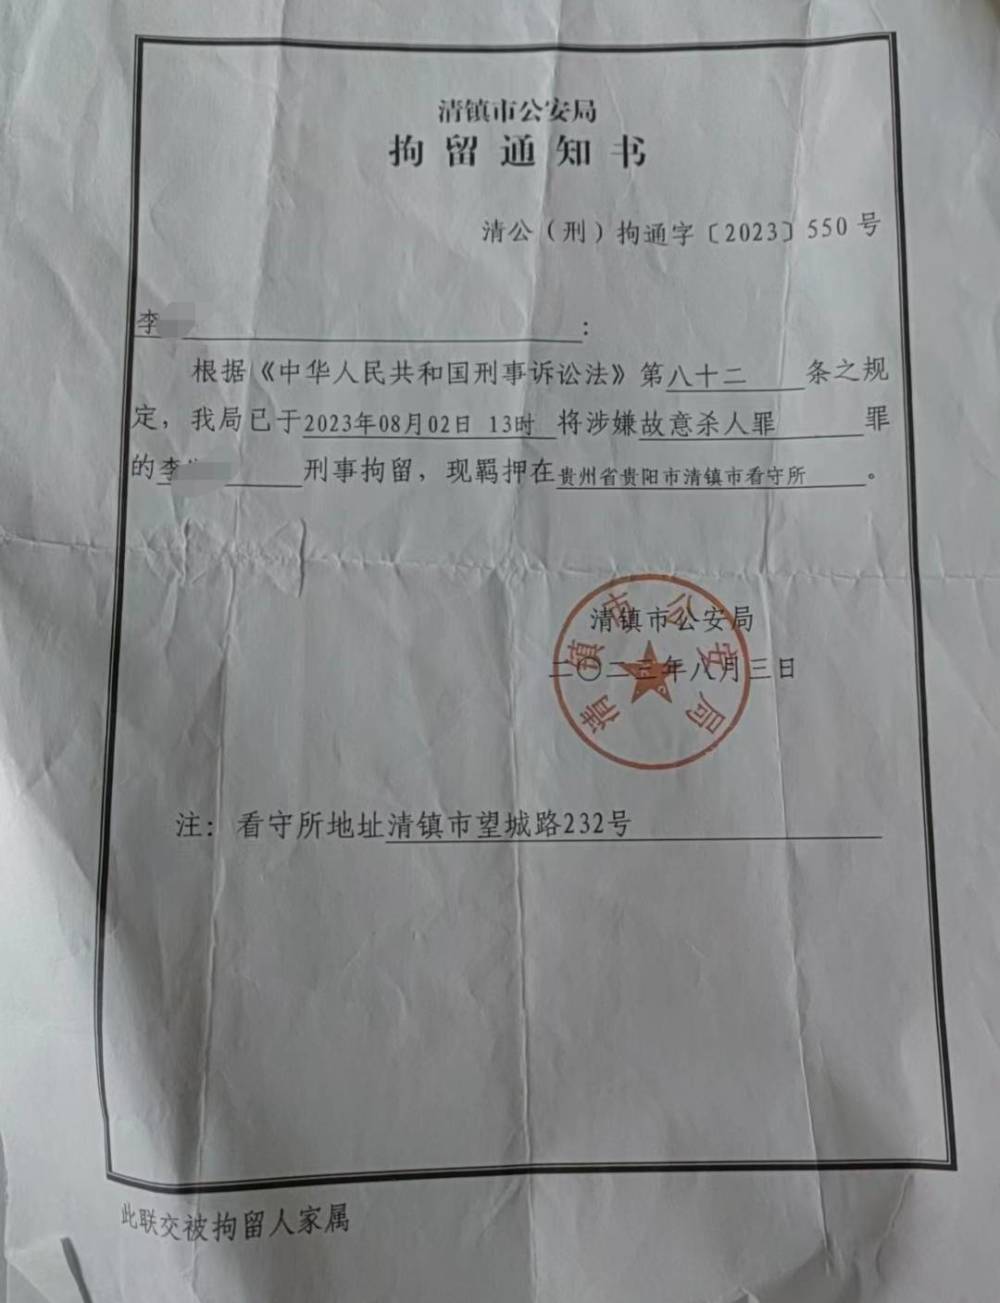 清镇市公安局
拘留通知书
清公（刑）拘通字〔2023〕550号
李：
根据《中华人民共和国刑事诉讼法》第八十二条之规
定，我局已于2023年08月02日 13时将涉嫌故意杀人罪罪
的李 刑事拘留，现羁押在贵州省贵阳市清镇市看守所。
清镇市公安局
二〇二三年八月三日
清镇市公安局
注：看守所地址清镇市望城路232号
此联交被拘留人家属